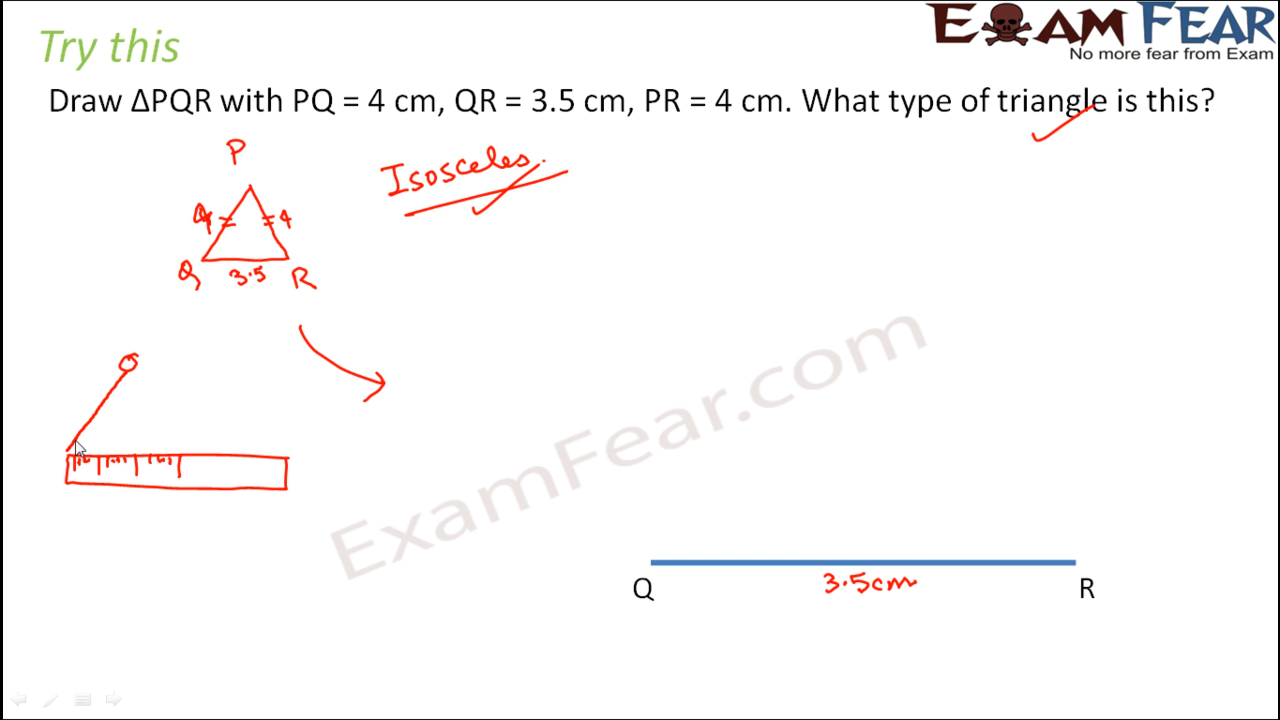 Try this
EXAM FEAR
No more fear from Exam
Draw ΔPQR with PQ = 4 cm, QR = 3.5 cm, PR = 4 cm. What type of triangle is this?
P
Isosceles.
4 4
Q 3.5 R
ExamFear.com
3.5cm
Q R